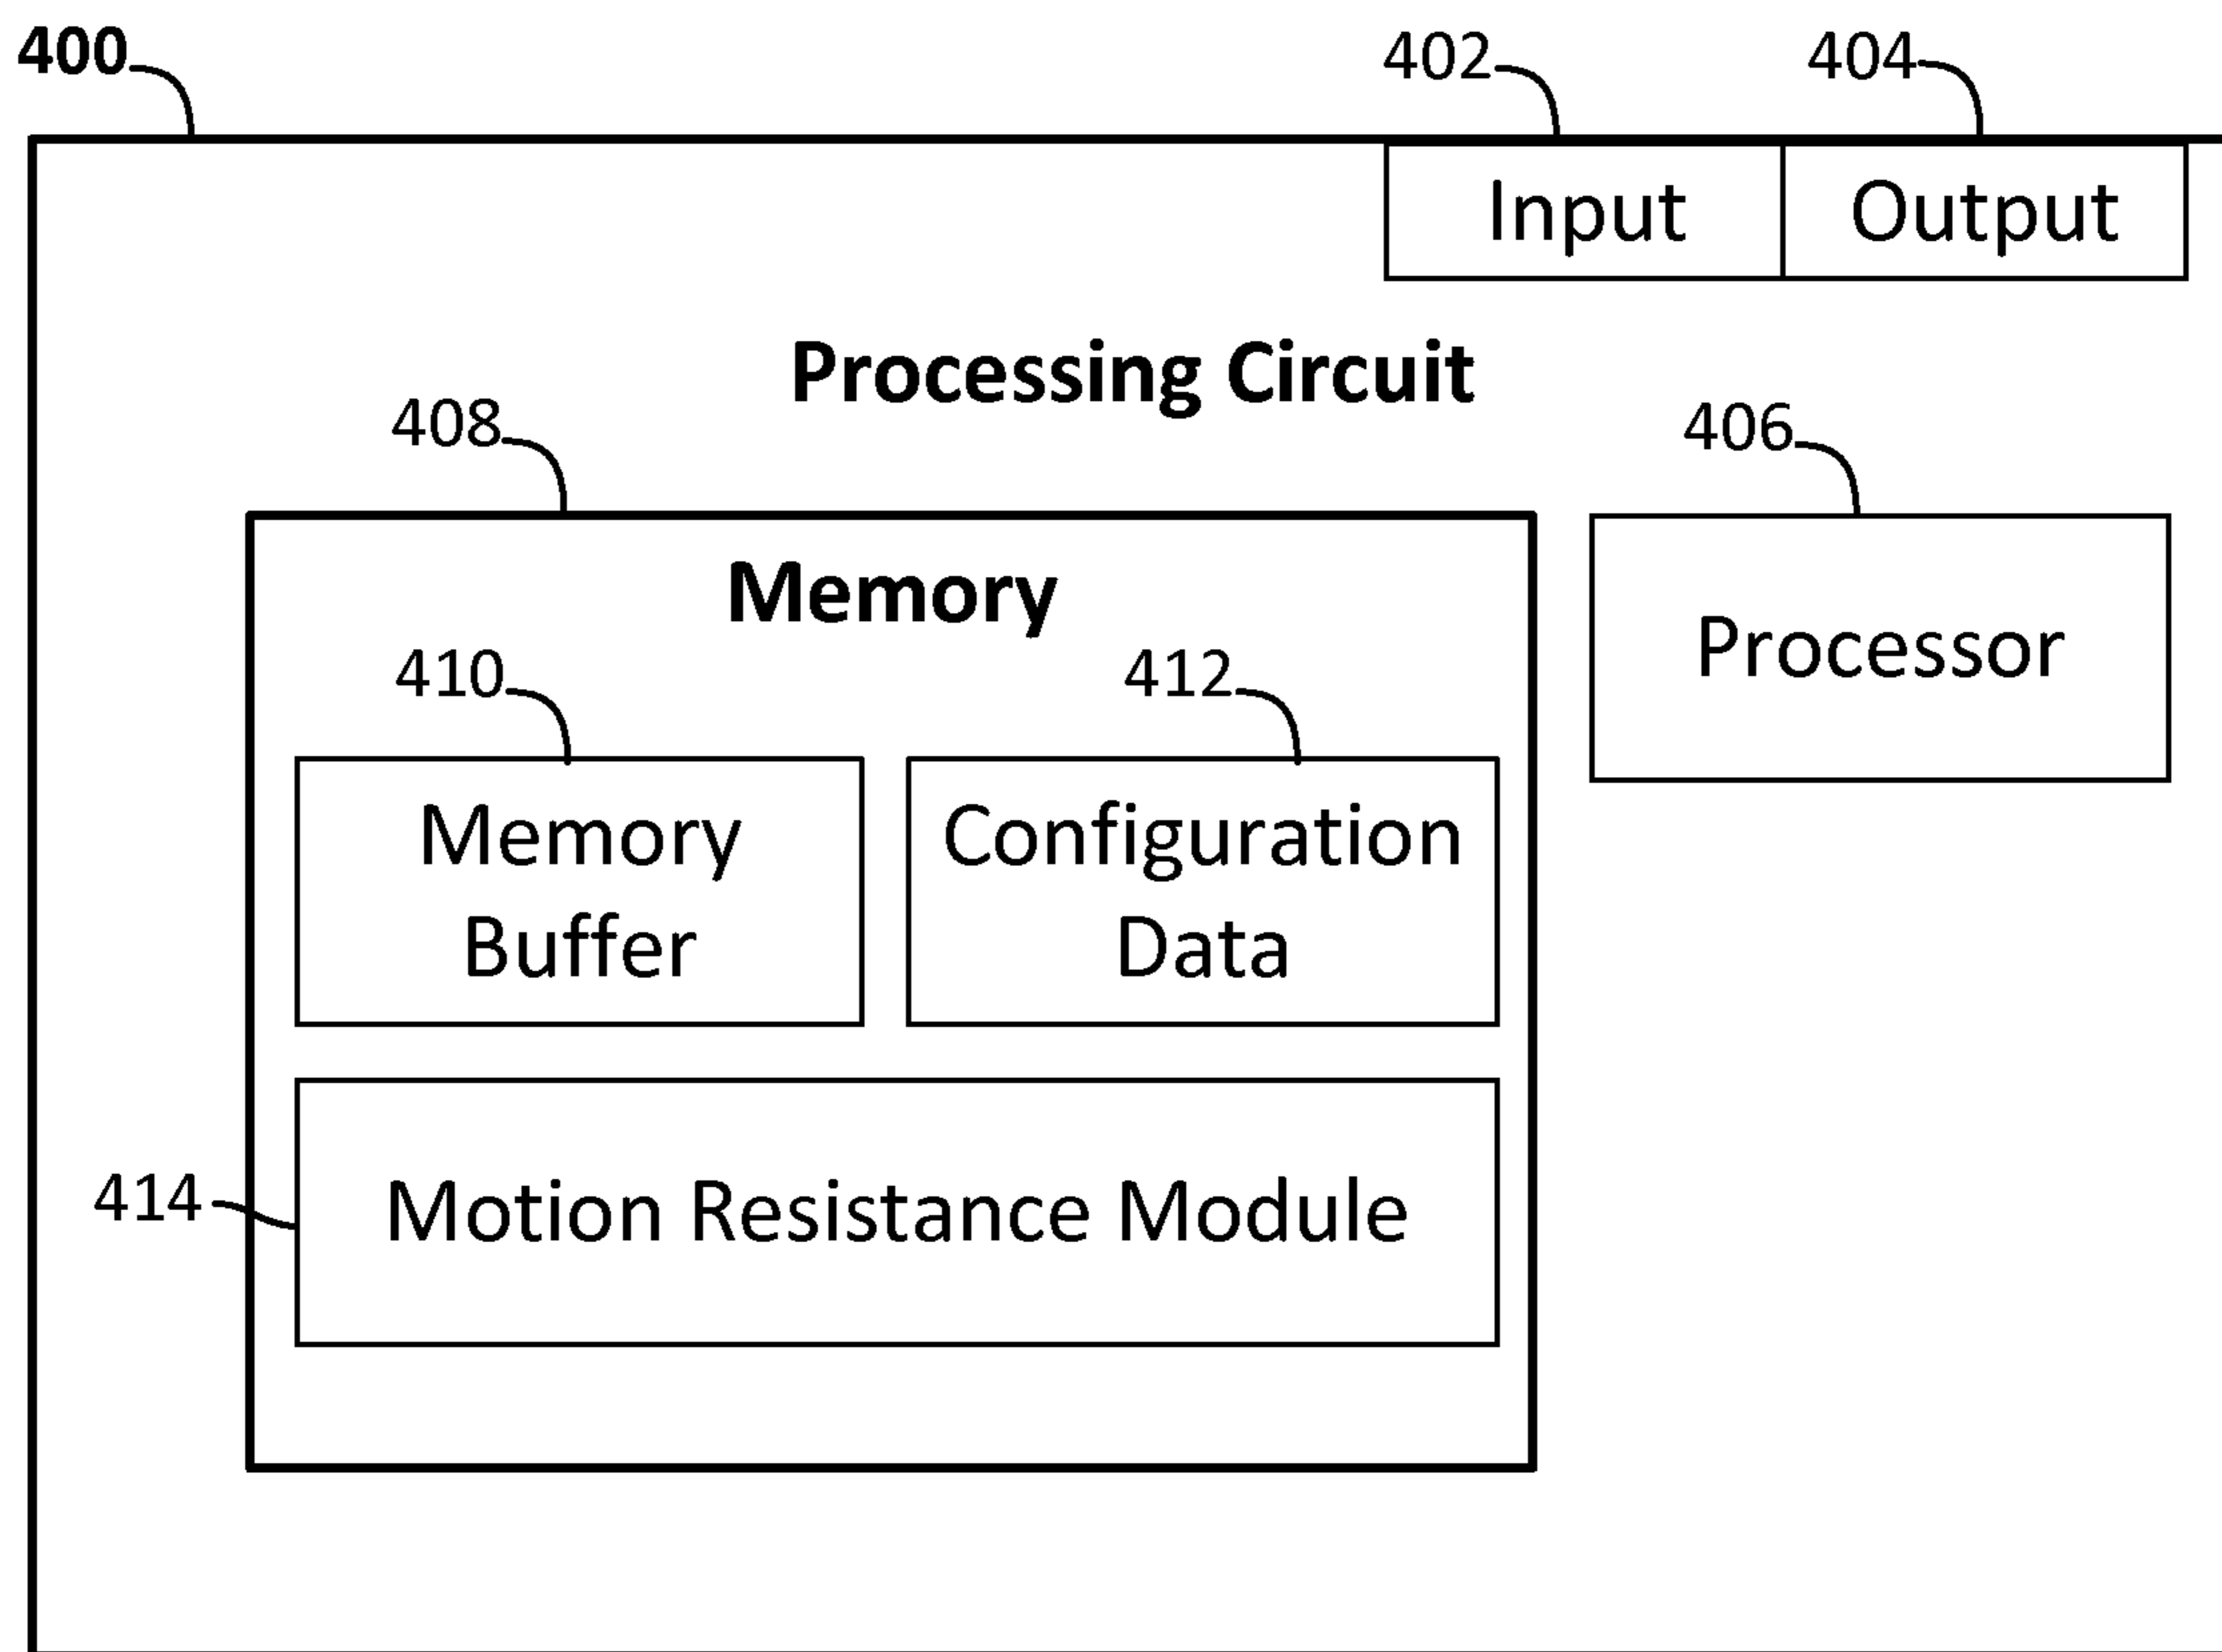 400
402
404
Input
Output
Processing Circuit
408
406
Memory
Processor
410
412
Memory
Buffer
Configuration
Data
414
Motion Resistance Module